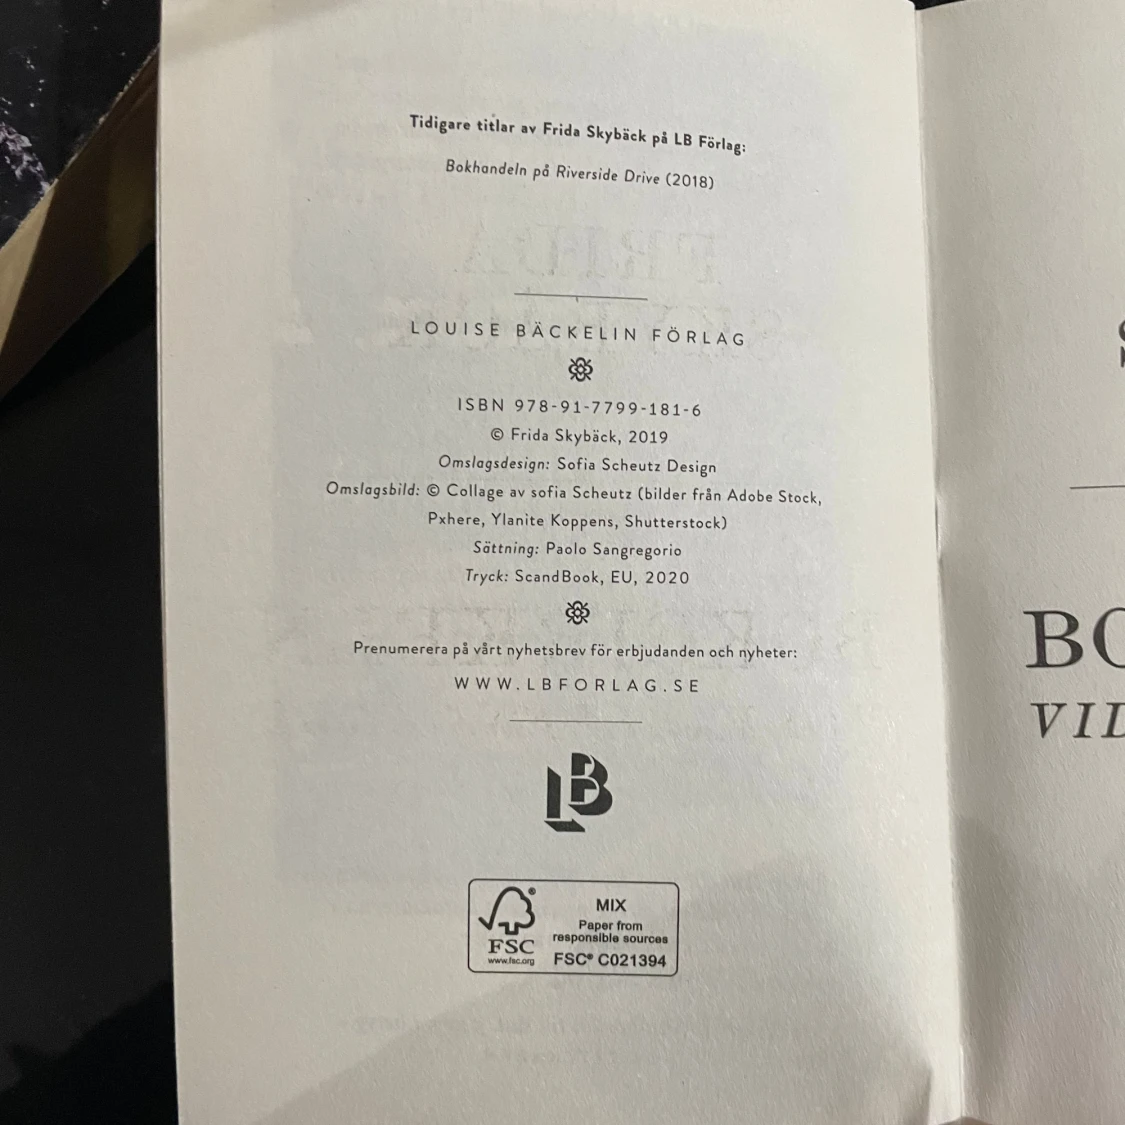 Tidigare titlar av Frida Skybäck på LB Förlag:
Bokhandeln på Riverside Drive (2018)
LOUISE BÄCKELIN FÖRLAG
ISBN 978-91-7799-181-6
© Frida Skybäck, 2019
Omslagsdesign: Sofia Scheutz Design
Omslagsbild: © Collage av sofia Scheutz (bilder från Adobe Stock,
Pxhere, Ylanite Koppens, Shutterstock)
Sättning: Paolo Sangregorio
Tryck: ScandBook, EU, 2020
Prenumerera på vårt nyhetsbrev för erbjudanden och nyheter:
WWW.LBFORLAG.SE
LB
FSC®
www.fsc.org
MIX
Paper from
responsible sources
FSC® C021394
BO
VID